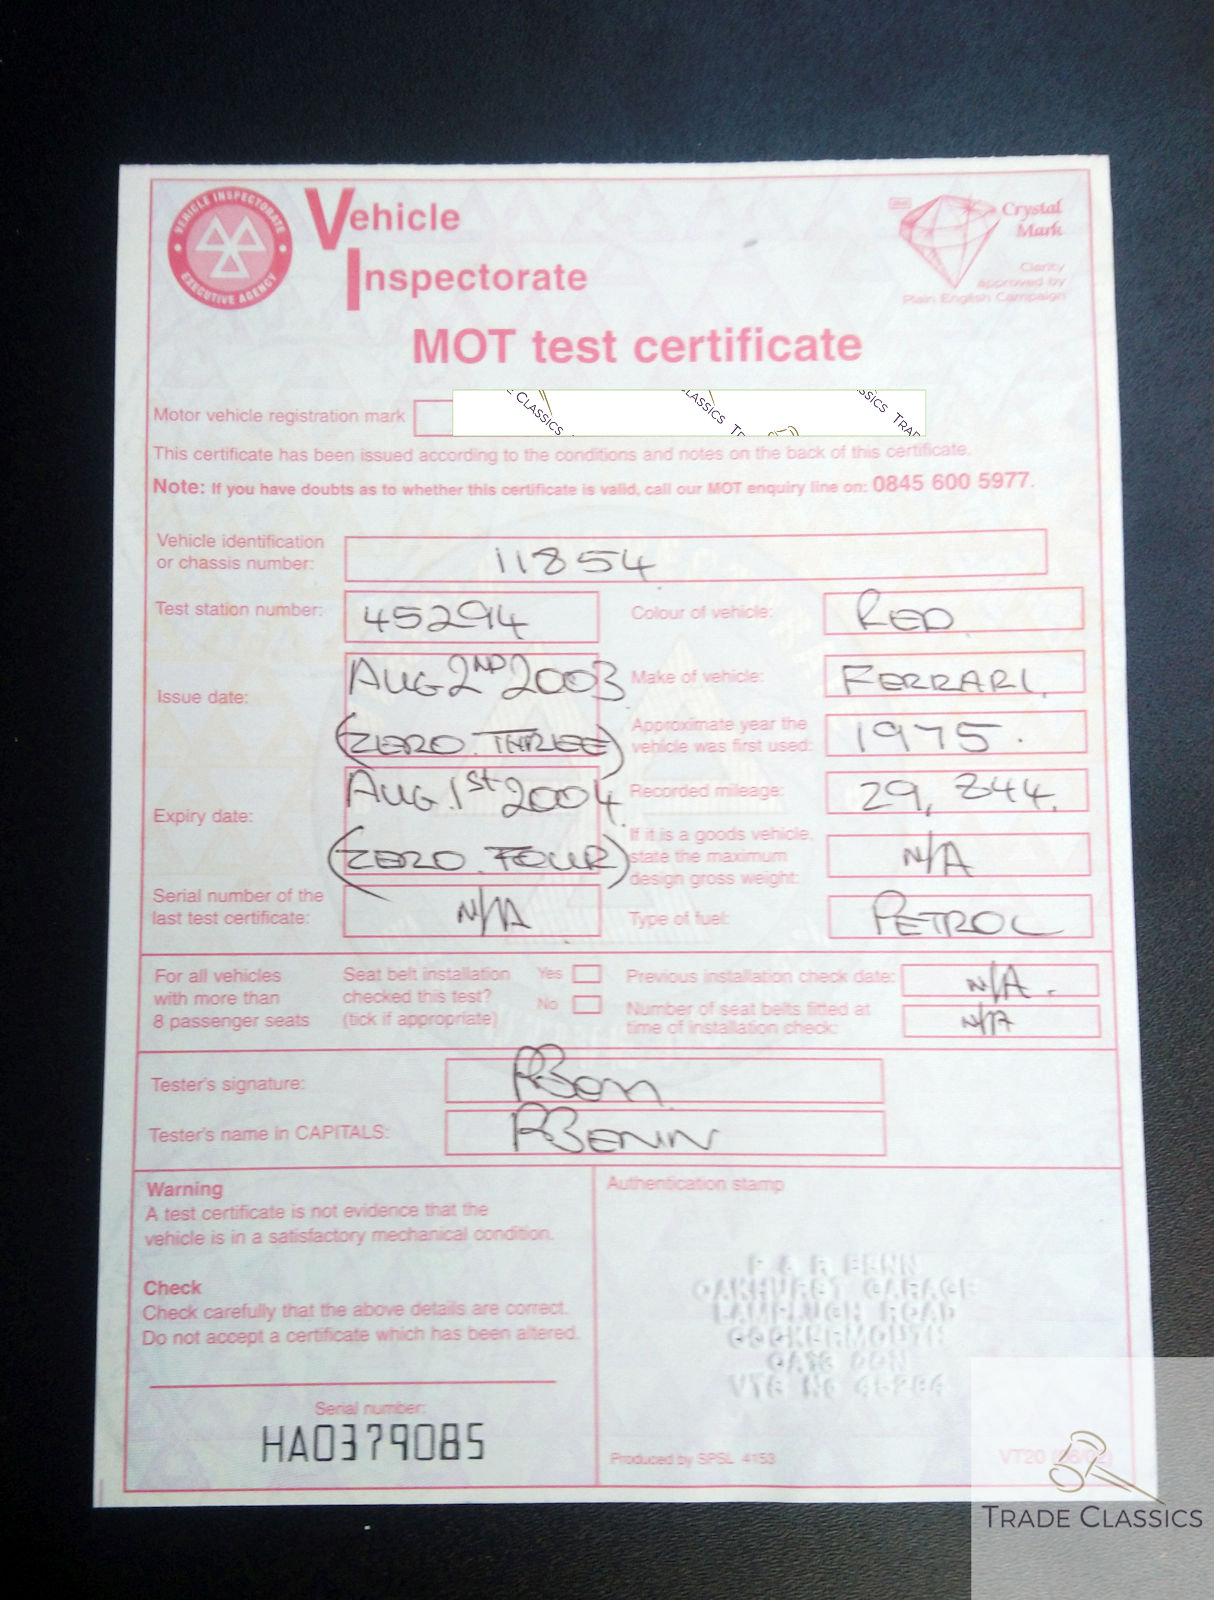 VEHICLE INSPECTORATE
EXECUTIVE AGENCY
Vehicle
Inspectorate
Crystal
Mark
Clarity
approved by
Plain English Campaign
MOT test certificate
Motor vehicle registration mark
This certificate has been issued according to the conditions and notes on the back of this certificate.
Note: If you have doubts as to whether this certificate is valid, call our MOT enquiry line on: 0845 600 5977.
Vehicle identification
or chassis number:
11854
Test station number:
45294
Colour of vehicle:
RED
Issue date:
AUG 2ND 2003
(ZERO THREE)
Make of vehicle:
FERRARI.
Approximate year the
vehicle was first used:
1975.
Expiry date:
AUG 1st 2004
(ZERO FOUR)
Recorded mileage:
29,844.
If it is a goods vehicle,
state the maximum
design gross weight:
N/A
Serial number of the
last test certificate:
N/A
Type of fuel:
PETROL
For all vehicles
with more than
8 passenger seats
Seat belt installation
checked this test?
(tick if appropriate)
Yes
No
Previous installation check date:
N/A.
Number of seat belts fitted at
time of installation check:
N/A
Tester's signature:
RBenn
Tester's name in CAPITALS:
RBENN
Warning
A test certificate is not evidence that the
vehicle is in a satisfactory mechanical condition.
Check
Check carefully that the above details are correct.
Do not accept a certificate which has been altered.
Serial number:
HA0379085
Authentication stamp
P & R BENN
OAKHURST GARAGE
LAMPLUGH ROAD
COCKERMOUTH
CA13 0DN
VTS NO 45294
Produced by SPSL 4153
VT20
TRADE CLASSICS